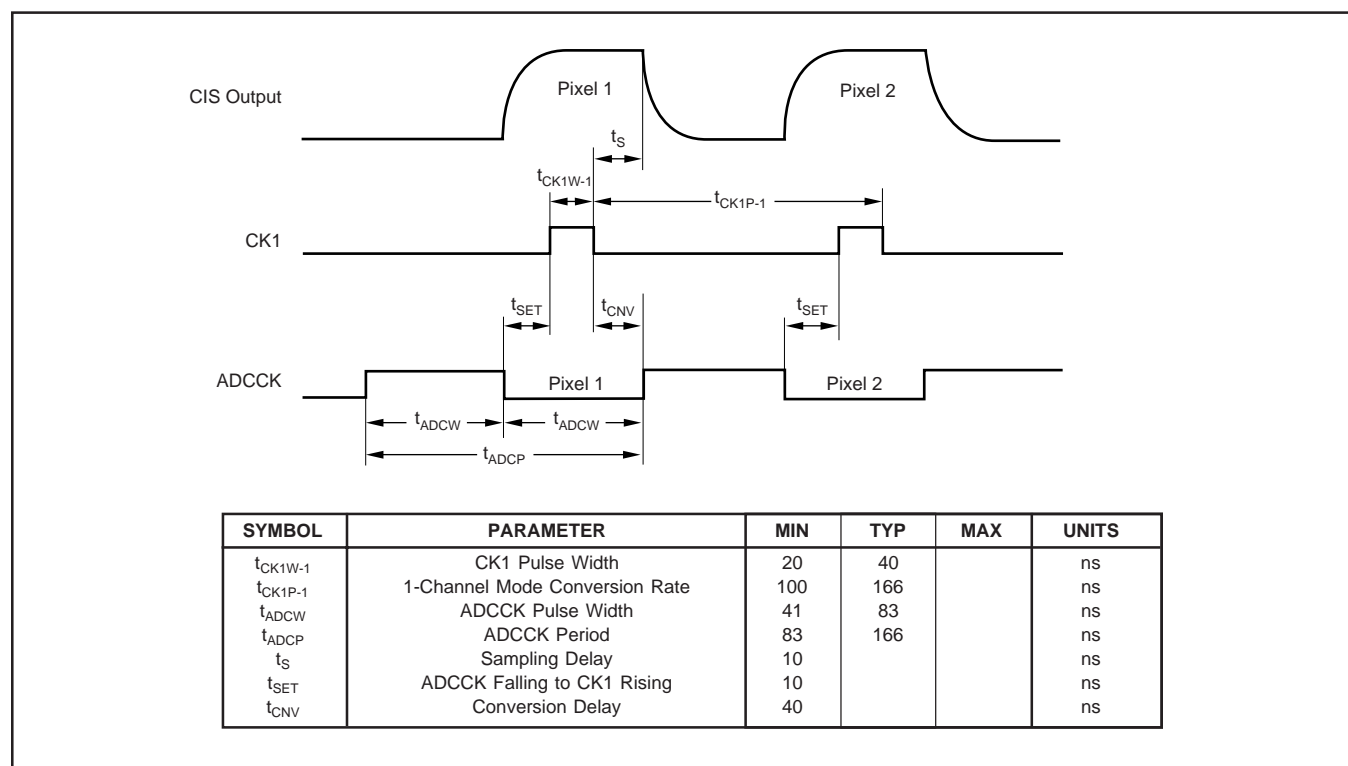 CIS Output
Pixel 1
Pixel 2
tS
tCK1W-1
tCK1P-1
CK1
tSET
tCNV
tSET
ADCCK
Pixel 1
Pixel 2
tADCW
tADCW
tADCP
SYMBOL PARAMETER MIN TYP MAX UNITS
tCK1W-1 CK1 Pulse Width 20 40 ns
tCK1P-1 1-Channel Mode Conversion Rate 100 166 ns
tADCW ADCCK Pulse Width 41 83 ns
tADCP ADCCK Period 83 166 ns
tS Sampling Delay 10 ns
tSET ADCCK Falling to CK1 Rising 10 ns
tCNV Conversion Delay 40 ns